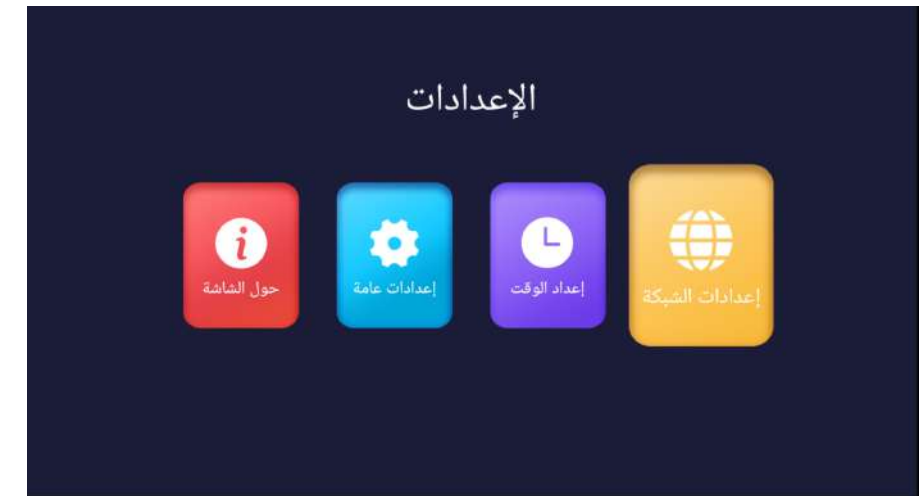 الإعدادات
إعدادات الشبكة
إعداد الوقت
إعدادات عامة
حول الشاشة